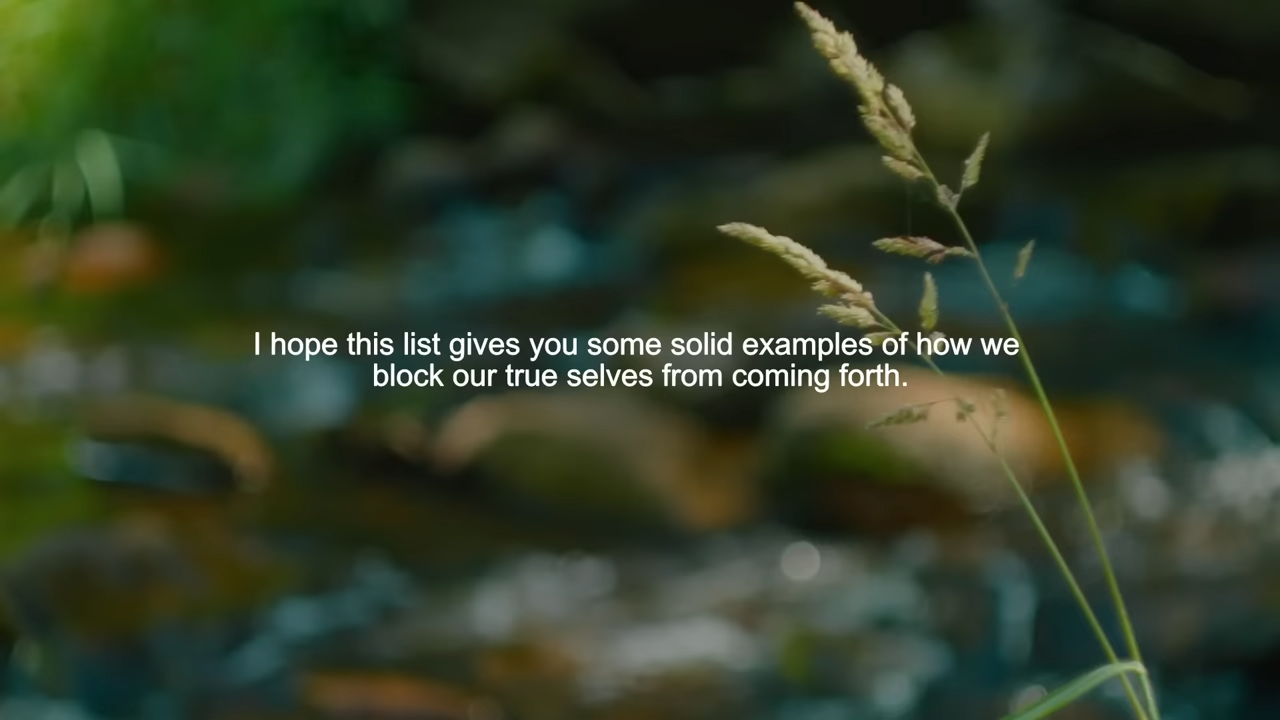 I hope this list gives you some solid examples of how we
block our true selves from coming forth.